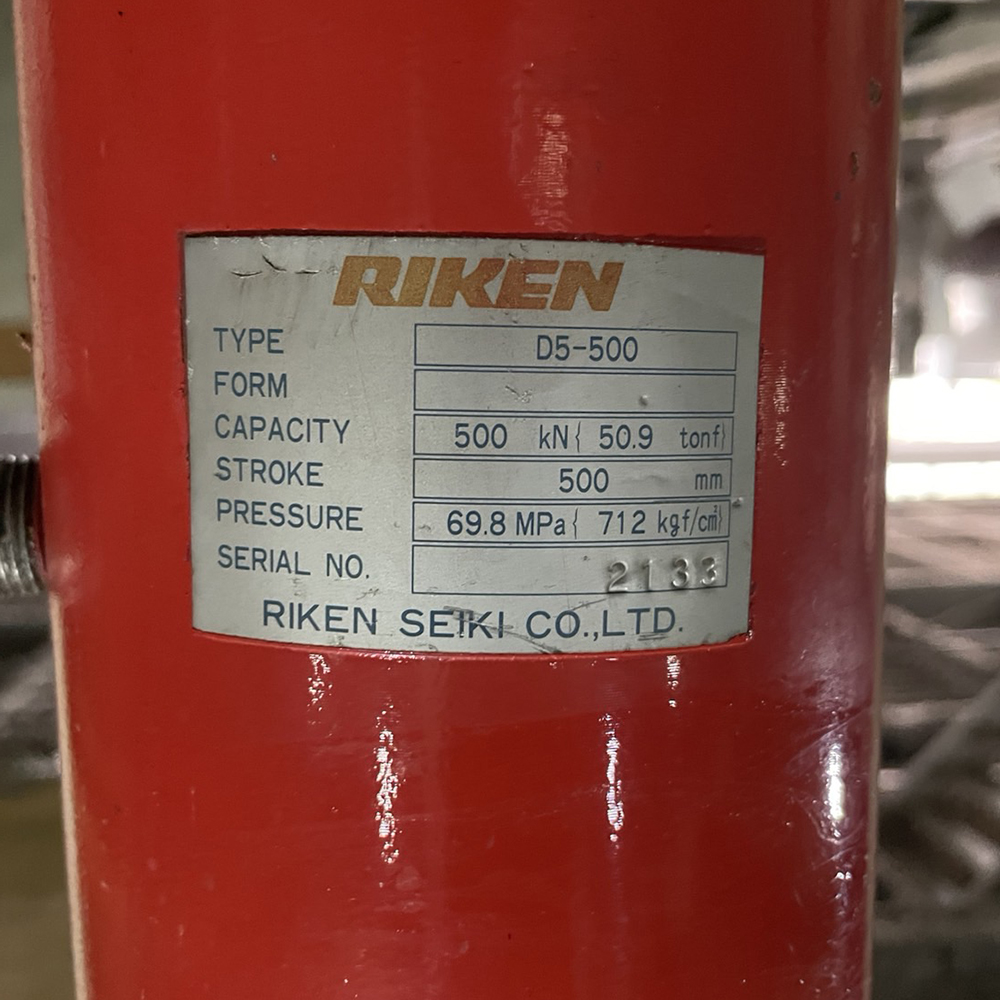 RIKEN
TYPE D5-500
FORM
CAPACITY 500 kN{ 50.9 tonf}
STROKE 500 mm
PRESSURE 69.8 MPa{ 712 kgf/cm²}
SERIAL NO. 2133
RIKEN SEIKI CO.,LTD.